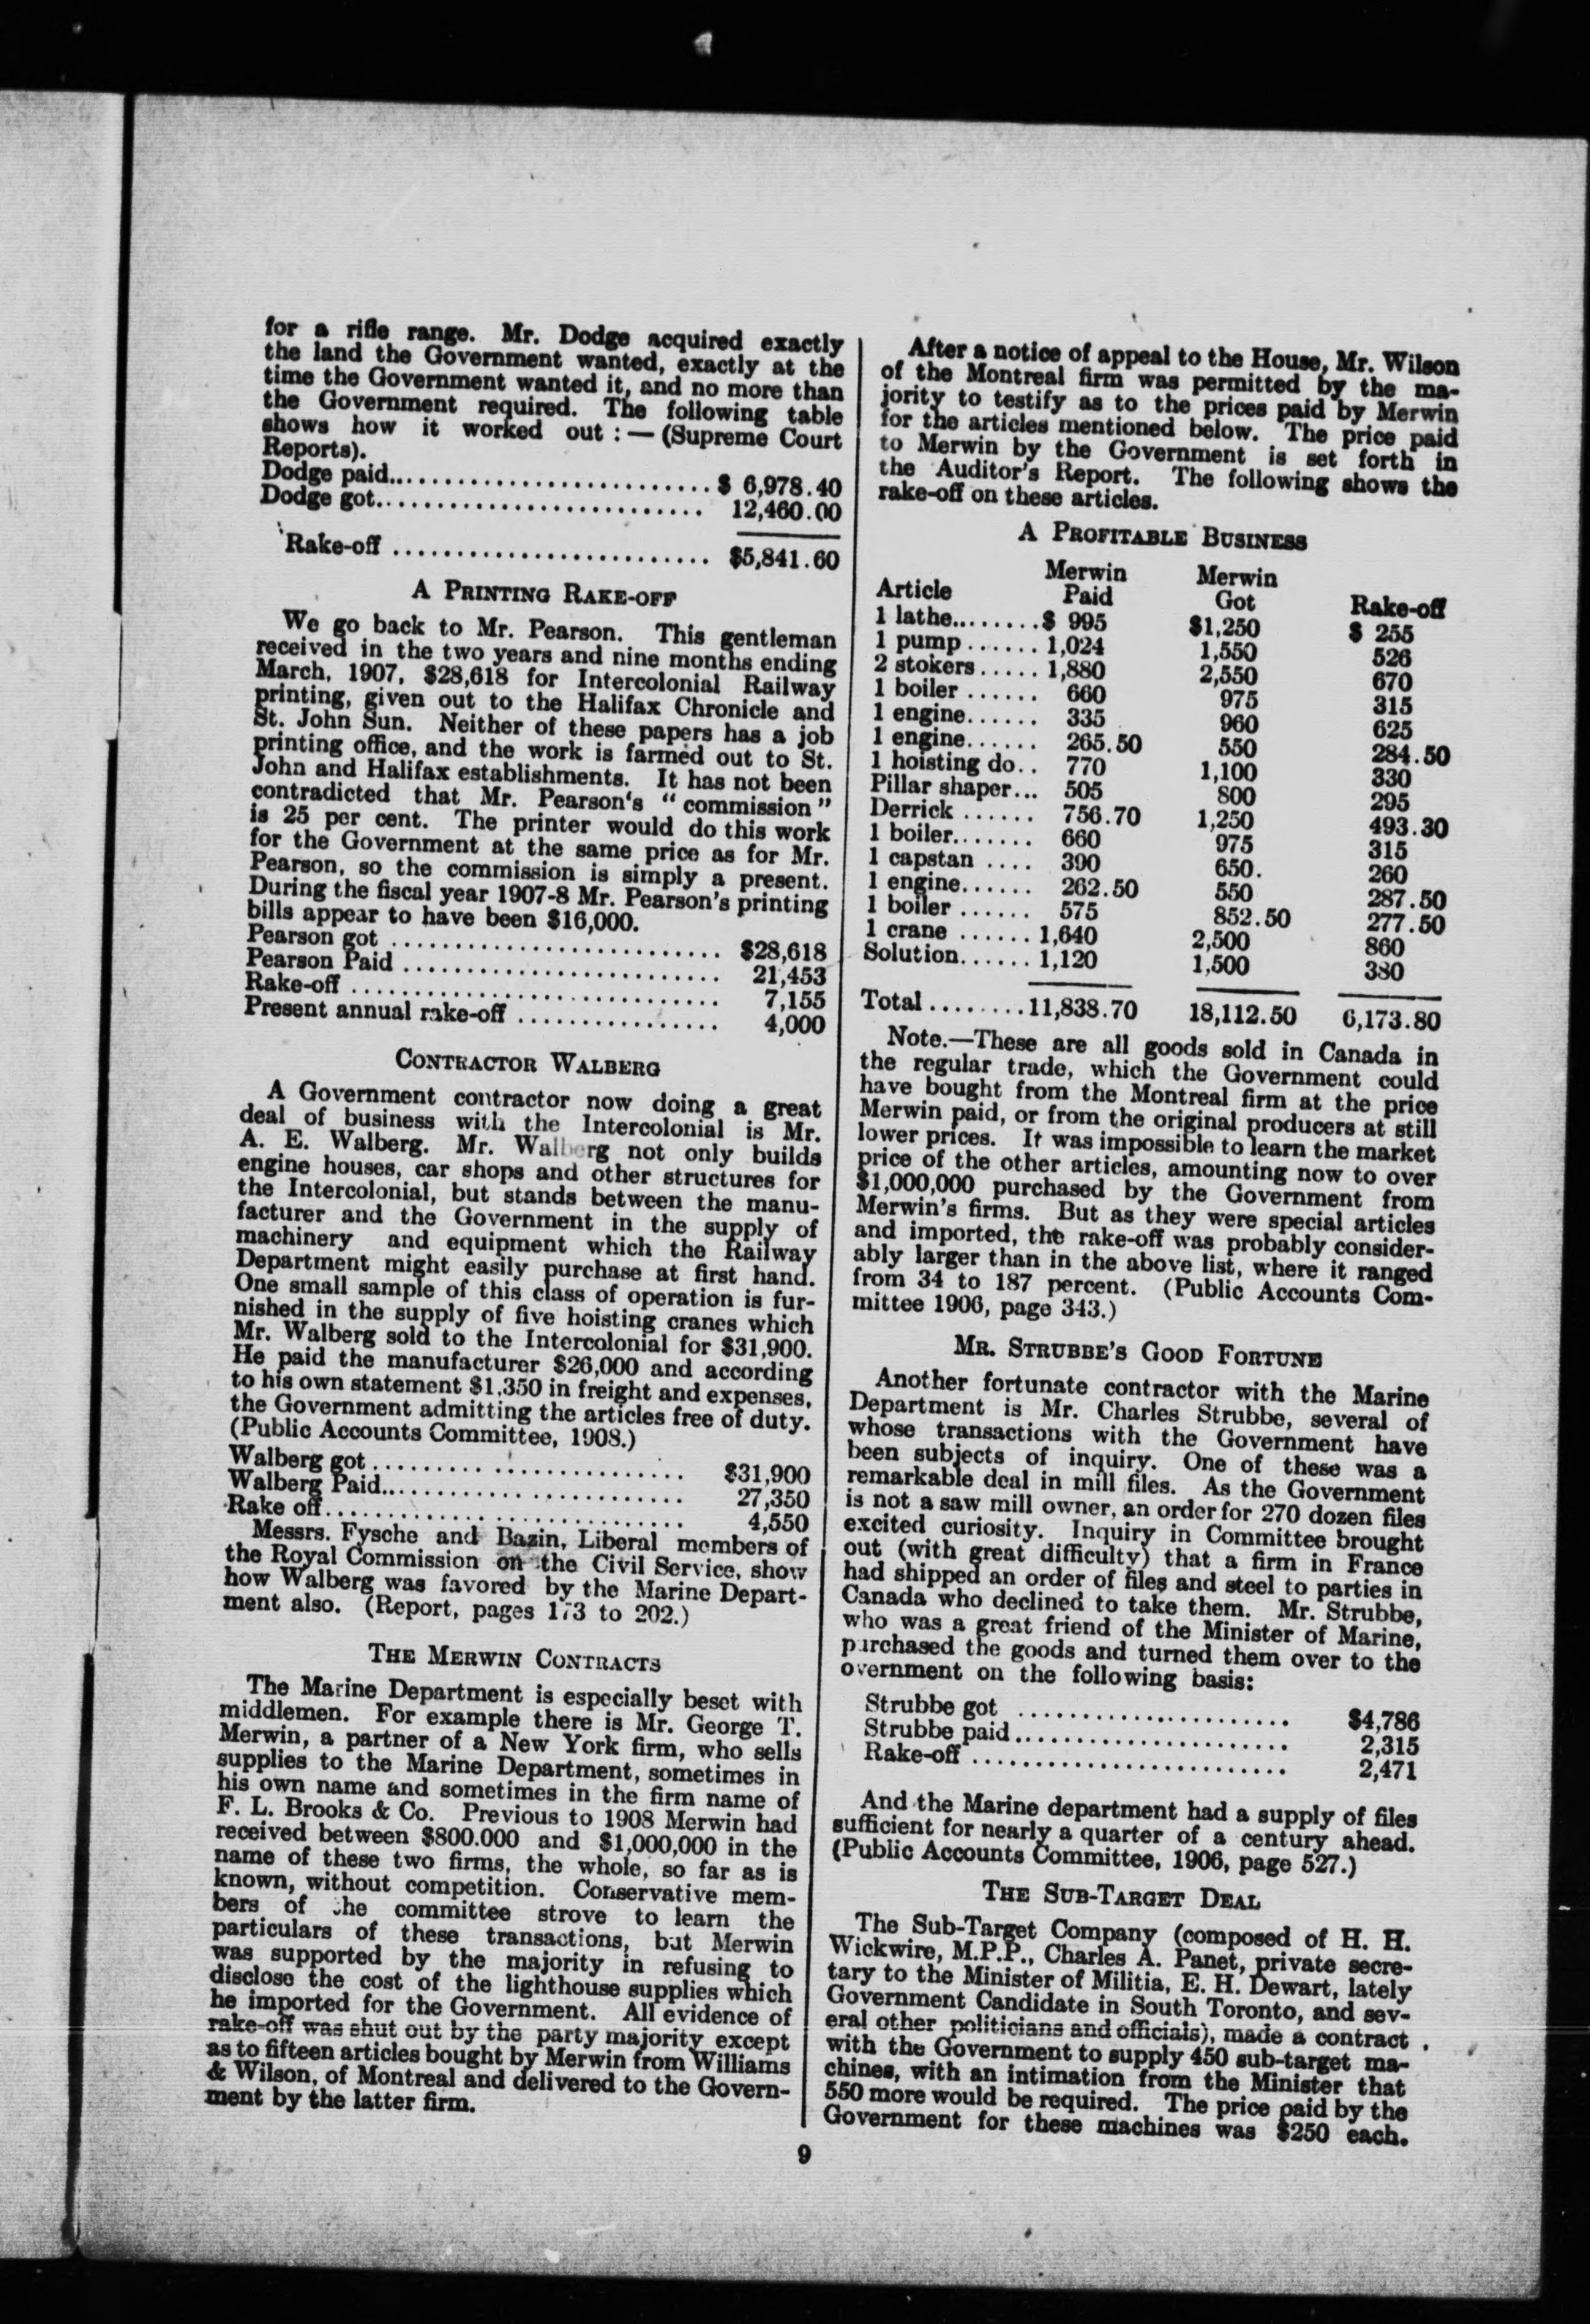 for a rifle range. Mr. Dodge acquired exactly
the land the Government wanted, exactly at the
time the Government wanted it, and no more than
the Government required. The following table
shows how it worked out : — (Supreme Court
Reports).
Dodge paid............................$ 6,978.40
Dodge got............................ 12,460.00
Rake-off ......................... $5,841.60
A PRINTING RAKE-OFF
We go back to Mr. Pearson. This gentleman
received in the two years and nine months ending
March, 1907, $28,618 for Intercolonial Railway
printing, given out to the Halifax Chronicle and
St. John Sun. Neither of these papers has a job
printing office, and the work is farmed out to St.
John and Halifax establishments. It has not been
contradicted that Mr. Pearson's “ commission ”
is 25 per cent. The printer would do this work
for the Government at the same price as for Mr.
Pearson, so the commission is simply a present.
During the fiscal year 1907-8 Mr. Pearson's printing
bills appear to have been $16,000.
Pearson got .......................... $28,618
Pearson Paid ......................... 21,453
Rake-off ............................. 7,155
Present annual rake-off ................ 4,000
CONTRACTOR WALBERG
A Government contractor now doing a great
deal of business with the Intercolonial is Mr.
A. E. Walberg. Mr. Walberg not only builds
engine houses, car shops and other structures for
the Intercolonial, but stands between the manu-
facturer and the Government in the supply of
machinery and equipment which the Railway
Department might easily purchase at first hand.
One small sample of this class of operation is fur-
nished in the supply of five hoisting cranes which
Mr. Walberg sold to the Intercolonial for $31,900.
He paid the manufacturer $26,000 and according
to his own statement $1,350 in freight and expenses,
the Government admitting the articles free of duty.
(Public Accounts Committee, 1908.)
Walberg got ......................... $31,900
Walberg Paid......................... 27,350
Rake off............................ 4,550
Messrs. Fysche and Bazin, Liberal members of
the Royal Commission on the Civil Service, show
how Walberg was favored by the Marine Depart-
ment also. (Report, pages 173 to 202.)
THE MERWIN CONTRACTS
The Marine Department is especially beset with
middlemen. For example there is Mr. George T.
Merwin, a partner of a New York firm, who sells
supplies to the Marine Department, sometimes in
his own name and sometimes in the firm name of
F. L. Brooks & Co. Previous to 1908 Merwin had
received between $800.000 and $1,000,000 in the
name of these two firms, the whole, so far as is
known, without competition. Conservative mem-
bers of the committee strove to learn the
particulars of these transactions, but Merwin
was supported by the majority in refusing to
disclose the cost of the lighthouse supplies which
he imported for the Government. All evidence of
rake-off was shut out by the party majority except
as to fifteen articles bought by Merwin from Williams
& Wilson, of Montreal and delivered to the Govern-
ment by the latter firm.
After a notice of appeal to the House, Mr. Wilson
of the Montreal firm was permitted by the ma-
jority to testify as to the prices paid by Merwin
for the articles mentioned below. The price paid
to Merwin by the Government is set forth in
the Auditor's Report. The following shows the
rake-off on these articles.
A PROFITABLE BUSINESS
Merwin Merwin
Article Paid Got Rake-off
1 lathe........$ 995 $1,250 $ 255
1 pump ...... 1,024 1,550 526
2 stokers ..... 1,880 2,550 670
1 boiler ...... 660 975 315
1 engine...... 335 960 625
1 engine...... 265.50 550 284.50
1 hoisting do.. 770 1,100 330
Pillar shaper... 505 800 295
Derrick ...... 756.70 1,250 493.30
1 boiler....... 660 975 315
1 capstan .... 390 650. 260
1 engine...... 262.50 550 287.50
1 boiler ...... 575 852.50 277.50
1 crane ...... 1,640 2,500 860
Solution...... 1,120 1,500 380
Total ........11,838.70 18,112.50 6,173.80
Note.—These are all goods sold in Canada in
the regular trade, which the Government could
have bought from the Montreal firm at the price
Merwin paid, or from the original producers at still
lower prices. It was impossible to learn the market
price of the other articles, amounting now to over
$1,000,000 purchased by the Government from
Merwin's firms. But as they were special articles
and imported, the rake-off was probably consider-
ably larger than in the above list, where it ranged
from 34 to 187 percent. (Public Accounts Com-
mittee 1906, page 343.)
MR. STRUBBE'S GOOD FORTUNE
Another fortunate contractor with the Marine
Department is Mr. Charles Strubbe, several of
whose transactions with the Government have
been subjects of inquiry. One of these was a
remarkable deal in mill files. As the Government
is not a saw mill owner, an order for 270 dozen files
excited curiosity. Inquiry in Committee brought
out (with great difficulty) that a firm in France
had shipped an order of files and steel to parties in
Canada who declined to take them. Mr. Strubbe,
who was a great friend of the Minister of Marine,
purchased the goods and turned them over to the
overnment on the following basis:
Strubbe got ...................... $4,786
Strubbe paid...................... 2,315
Rake-off ......................... 2,471
And the Marine department had a supply of files
sufficient for nearly a quarter of a century ahead.
(Public Accounts Committee, 1906, page 527.)
THE SUB-TARGET DEAL
The Sub-Target Company (composed of H. H.
Wickwire, M.P.P., Charles A. Panet, private secre-
tary to the Minister of Militia, E. H. Dewart, lately
Government Candidate in South Toronto, and sev-
eral other politicians and officials), made a contract
with the Government to supply 450 sub-target ma-
chines, with an intimation from the Minister that
550 more would be required. The price paid by the
Government for these machines was $250 each.
9